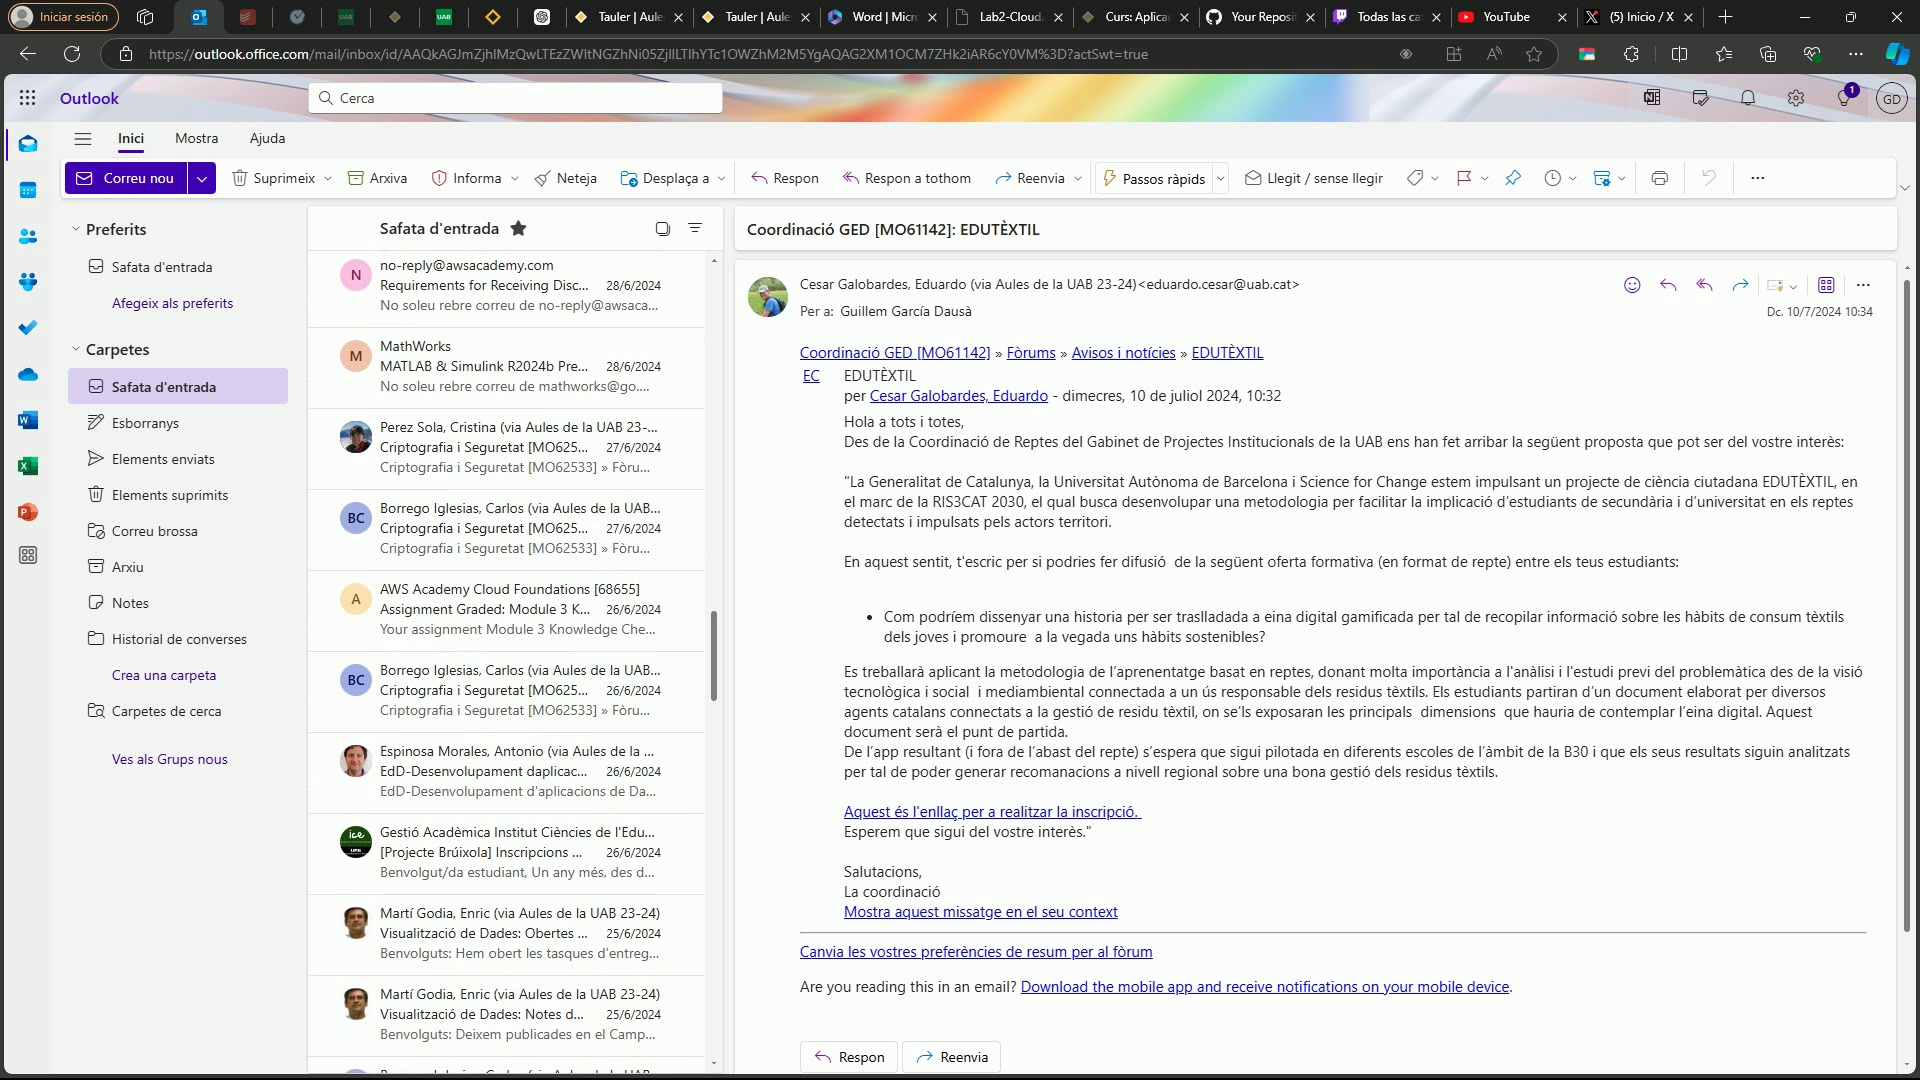 Iniciar sesión
Tauler | Aule
Tauler | Aule
Word | Micr
Lab2-Cloud.
Curs: Aplica
Your Reposi
Todas las ca
YouTube
(5) Inicio / X
https://outlook.office.com/mail/inbox/id/
Outlook
Cerca
1
GD
Inici
Mostra
Ajuda
Correu nou
Suprimeix
Arxiva
Informa
Neteja
Desplaça a
Respon
Respon a tothom
Reenvia
Passos ràpids
Llegit / sense llegir
Preferits
Safata d'entrada
Afegeix als preferits
Carpetes
Safata d'entrada
Esborranys
Elements enviats
Elements suprimits
Correu brossa
Arxiu
Notes
Historial de converses
Crea una carpeta
Carpetes de cerca
Ves als Grups nous
Safata d'entrada
N
no-reply@awsacademy.com
Requirements for Receiving Disc... 28/6/2024
No soleu rebre correu de no-reply@awsaca...
M
MathWorks
MATLAB & Simulink R2024b Pre... 28/6/2024
No soleu rebre correu de mathworks@go....
Perez Sola, Cristina (via Aules de la UAB 23-...
Criptografia i Seguretat [MO625... 27/6/2024
Criptografia i Seguretat [MO62533] » Fòru...
BC
Borrego Iglesias, Carlos (via Aules de la UAB...
Criptografia i Seguretat [MO625... 27/6/2024
Criptografia i Seguretat [MO62533] » Fòru...
A
AWS Academy Cloud Foundations [68655]
Assignment Graded: Module 3 K... 26/6/2024
Your assignment Module 3 Knowledge Che...
BC
Borrego Iglesias, Carlos (via Aules de la UAB...
Criptografia i Seguretat [MO625... 26/6/2024
Criptografia i Seguretat [MO62533] » Fòru...
Espinosa Morales, Antonio (via Aules de la ...
EdD-Desenvolupament daplicac... 26/6/2024
EdD-Desenvolupament d'aplicacions de Da...
Gestió Acadèmica Institut Ciències de l'Edu...
[Projecte Brúixola] Inscripcions ... 26/6/2024
Benvolgut/da estudiant, Un any més, des d...
Martí Godia, Enric (via Aules de la UAB 23-24)
Visualització de Dades: Obertes ... 25/6/2024
Benvolguts: Hem obert les tasques d'entreg...
Martí Godia, Enric (via Aules de la UAB 23-24)
Visualització de Dades: Notes d... 25/6/2024
Benvolguts: Deixem publicades en el Camp...
Coordinació GED [MO61142]: EDUTÈXTIL
Cesar Galobardes, Eduardo (via Aules de la UAB 23-24)<eduardo.cesar@uab.cat>
Per a: Guillem García Dausà
Dc. 10/7/2024 10:34
Coordinació GED [MO61142] » Fòrums » Avisos i notícies » EDUTÈXTIL
EC EDUTÈXTIL
per Cesar Galobardes, Eduardo - dimecres, 10 de juliol 2024, 10:32
Hola a tots i totes,
Des de la Coordinació de Reptes del Gabinet de Projectes Institucionals de la UAB ens han fet arribar la següent proposta que pot ser del vostre interès:
"La Generalitat de Catalunya, la Universitat Autònoma de Barcelona i Science for Change estem impulsant un projecte de ciència ciutadana EDUTÈXTIL, en
el marc de la RIS3CAT 2030, el qual busca desenvolupar una metodologia per facilitar la implicació d'estudiants de secundària i d'universitat en els reptes
detectats i impulsats pels actors territori.
En aquest sentit, t'escric per si podries fer difusió de la següent oferta formativa (en format de repte) entre els teus estudiants:
• Com podríem dissenyar una historia per ser traslladada a eina digital gamificada per tal de recopilar informació sobre les hàbits de consum tèxtils
dels joves i promoure a la vegada uns hàbits sostenibles?
Es treballarà aplicant la metodologia de l'aprenentatge basat en reptes, donant molta importància a l'anàlisi i l'estudi previ del problemàtica des de la visió
tecnològica i social i mediambiental connectada a un ús responsable dels residus tèxtils. Els estudiants partiran d'un document elaborat per diversos
agents catalans connectats a la gestió de residu tèxtil, on se'ls exposaran les principals dimensions que hauria de contemplar l'eina digital. Aquest
document serà el punt de partida.
De l'app resultant (i fora de l'abast del repte) s'espera que sigui pilotada en diferents escoles de l'àmbit de la B30 i que els seus resultats siguin analitzats
per tal de poder generar recomanacions a nivell regional sobre una bona gestió dels residus tèxtils.
Aquest és l'enllaç per a realitzar la inscripció.
Esperem que sigui del vostre interès."
Salutacions,
La coordinació
Mostra aquest missatge en el seu context
Canvia les vostres preferències de resum per al fòrum
Are you reading this in an email? Download the mobile app and receive notifications on your mobile device.
Respon
Reenvia